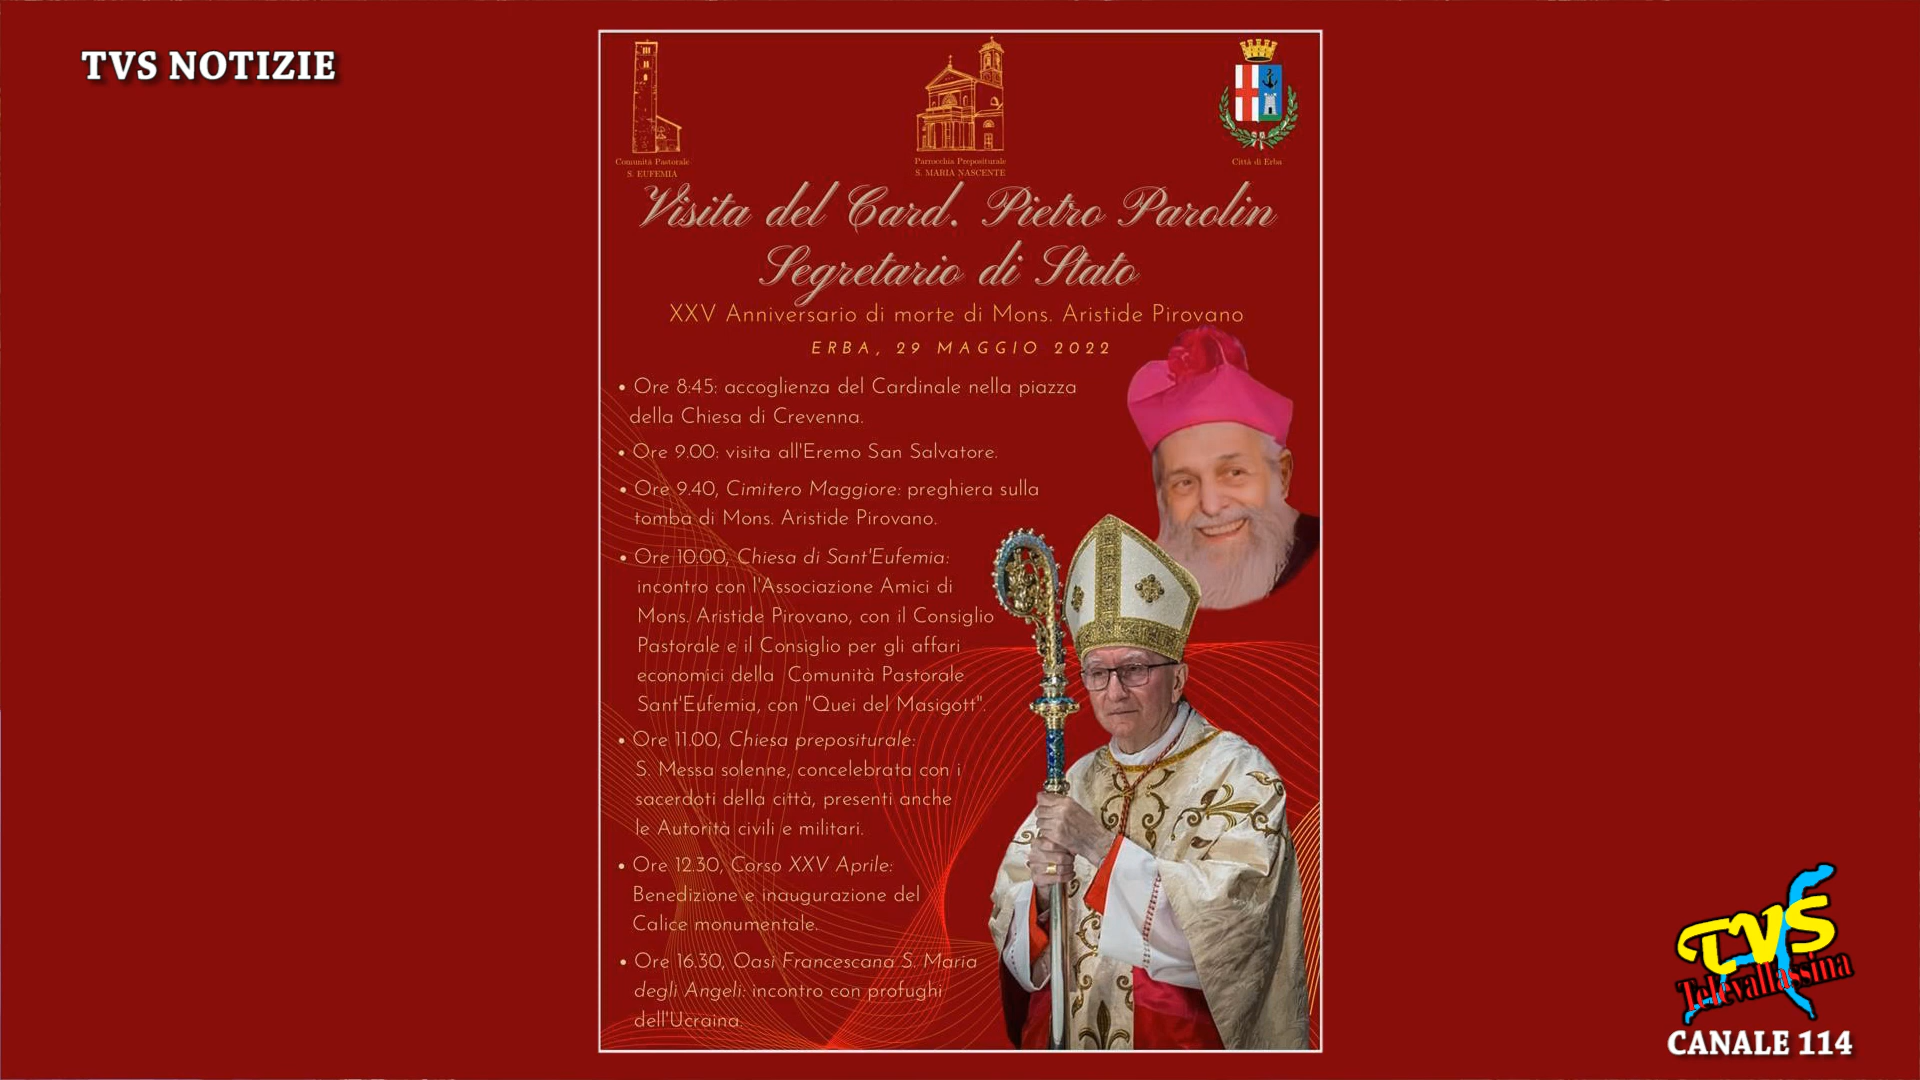 TVS NOTIZIE
Comunità Pastorale
S. EUFEMIA
Parrocchia Prepositurale
S. MARIA NASCENTE
Città di Erba
Visita del Card. Pietro Parolin
Segretario di Stato
XXV Anniversario di morte di Mons. Aristide Pirovano
ERBA, 29 MAGGIO 2022
• Ore 8:45: accoglienza del Cardinale nella piazza
della Chiesa di Crevenna.
• Ore 9.00: visita all'Eremo San Salvatore.
• Ore 9.40, Cimitero Maggiore: preghiera sulla
tomba di Mons. Aristide Pirovano.
• Ore 10.00, Chiesa di Sant'Eufemia:
incontro con l'Associazione Amici di
Mons. Aristide Pirovano, con il Consiglio
Pastorale e il Consiglio per gli affari
economici della Comunità Pastorale
Sant'Eufemia, con "Quei del Masigott".
• Ore 11.00, Chiesa prepositurale:
S. Messa solenne, concelebrata con i
sacerdoti della città, presenti anche
le Autorità civili e militari.
• Ore 12.30, Corso XXV Aprile:
Benedizione e inaugurazione del
Calice monumentale.
• Ore 16.30, Oasi Francescana S. Maria
degli Angeli: incontro con profughi
dell'Ucraina.
TVS
Televallassina
CANALE 114